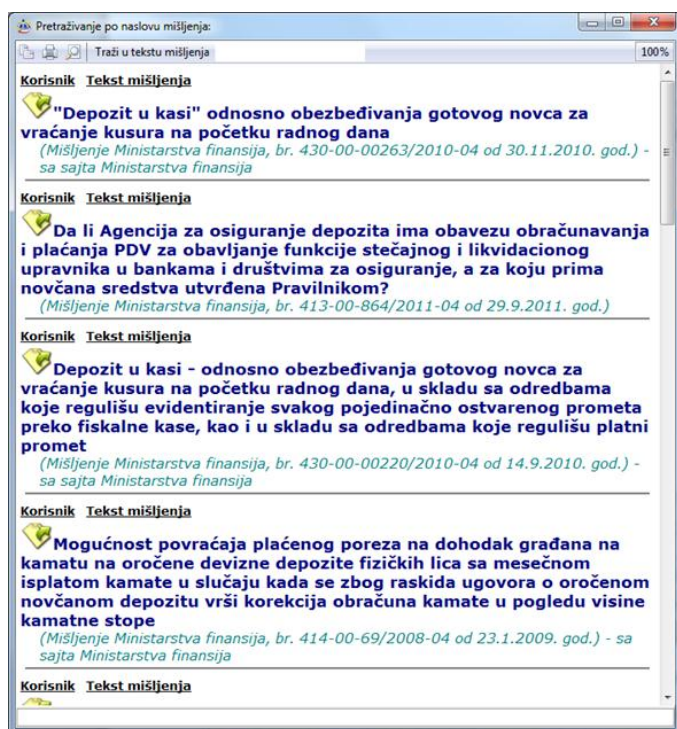 Pretraživanje po naslovu mišljenja:
Traži u tekstu mišljenja
100%
Korisnik Tekst mišljenja
"Depozit u kasi" odnosno obezbeđivanja gotovog novca za
vraćanje kusura na početku radnog dana
(Mišljenje Ministarstva finansija, br. 430-00-00263/2010-04 od 30.11.2010. god.) -
sa sajta Ministarstva finansija
Korisnik Tekst mišljenja
Da li Agencija za osiguranje depozita ima obavezu obračunavanja
i plaćanja PDV za obavljanje funkcije stečajnog i likvidacionog
upravnika u bankama i društvima za osiguranje, a za koju prima
novčana sredstva utvrđena Pravilnikom?
(Mišljenje Ministarstva finansija, br. 413-00-864/2011-04 od 29.9.2011. god.)
Korisnik Tekst mišljenja
Depozit u kasi - odnosno obezbeđivanja gotovog novca za
vraćanje kusura na početku radnog dana, u skladu sa odredbama
koje regulišu evidentiranje svakog pojedinačno ostvarenog prometa
preko fiskalne kase, kao i u skladu sa odredbama koje regulišu platni
promet
(Mišljenje Ministarstva finansija, br. 430-00-00220/2010-04 od 14.9.2010. god.) -
sa sajta Ministarstva finansija
Korisnik Tekst mišljenja
Mogućnost povraćaja plaćenog poreza na dohodak građana na
kamatu na oročene devizne depozite fizičkih lica sa mesečnom
isplatom kamate u slučaju kada se zbog raskida ugovora o oročenom
novčanom depozitu vrši korekcija obračuna kamate u pogledu visine
kamatne stope
(Mišljenje Ministarstva finansija, br. 414-00-69/2008-04 od 23.1.2009. god.) - sa
sajta Ministarstva finansija
Korisnik Tekst mišljenja